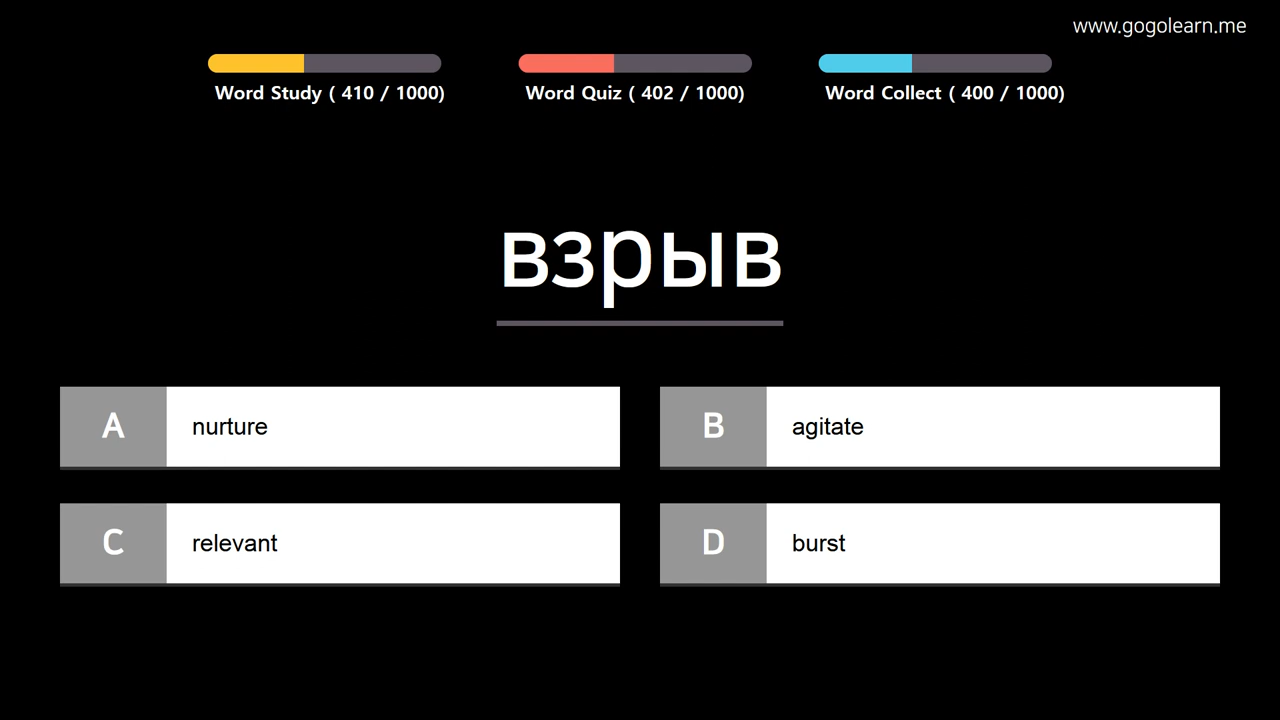 www.gogolearn.me
Word Study ( 410 / 1000)
Word Quiz ( 402 / 1000)
Word Collect ( 400 / 1000)
взрыв
A
nurture
B
agitate
C
relevant
D
burst